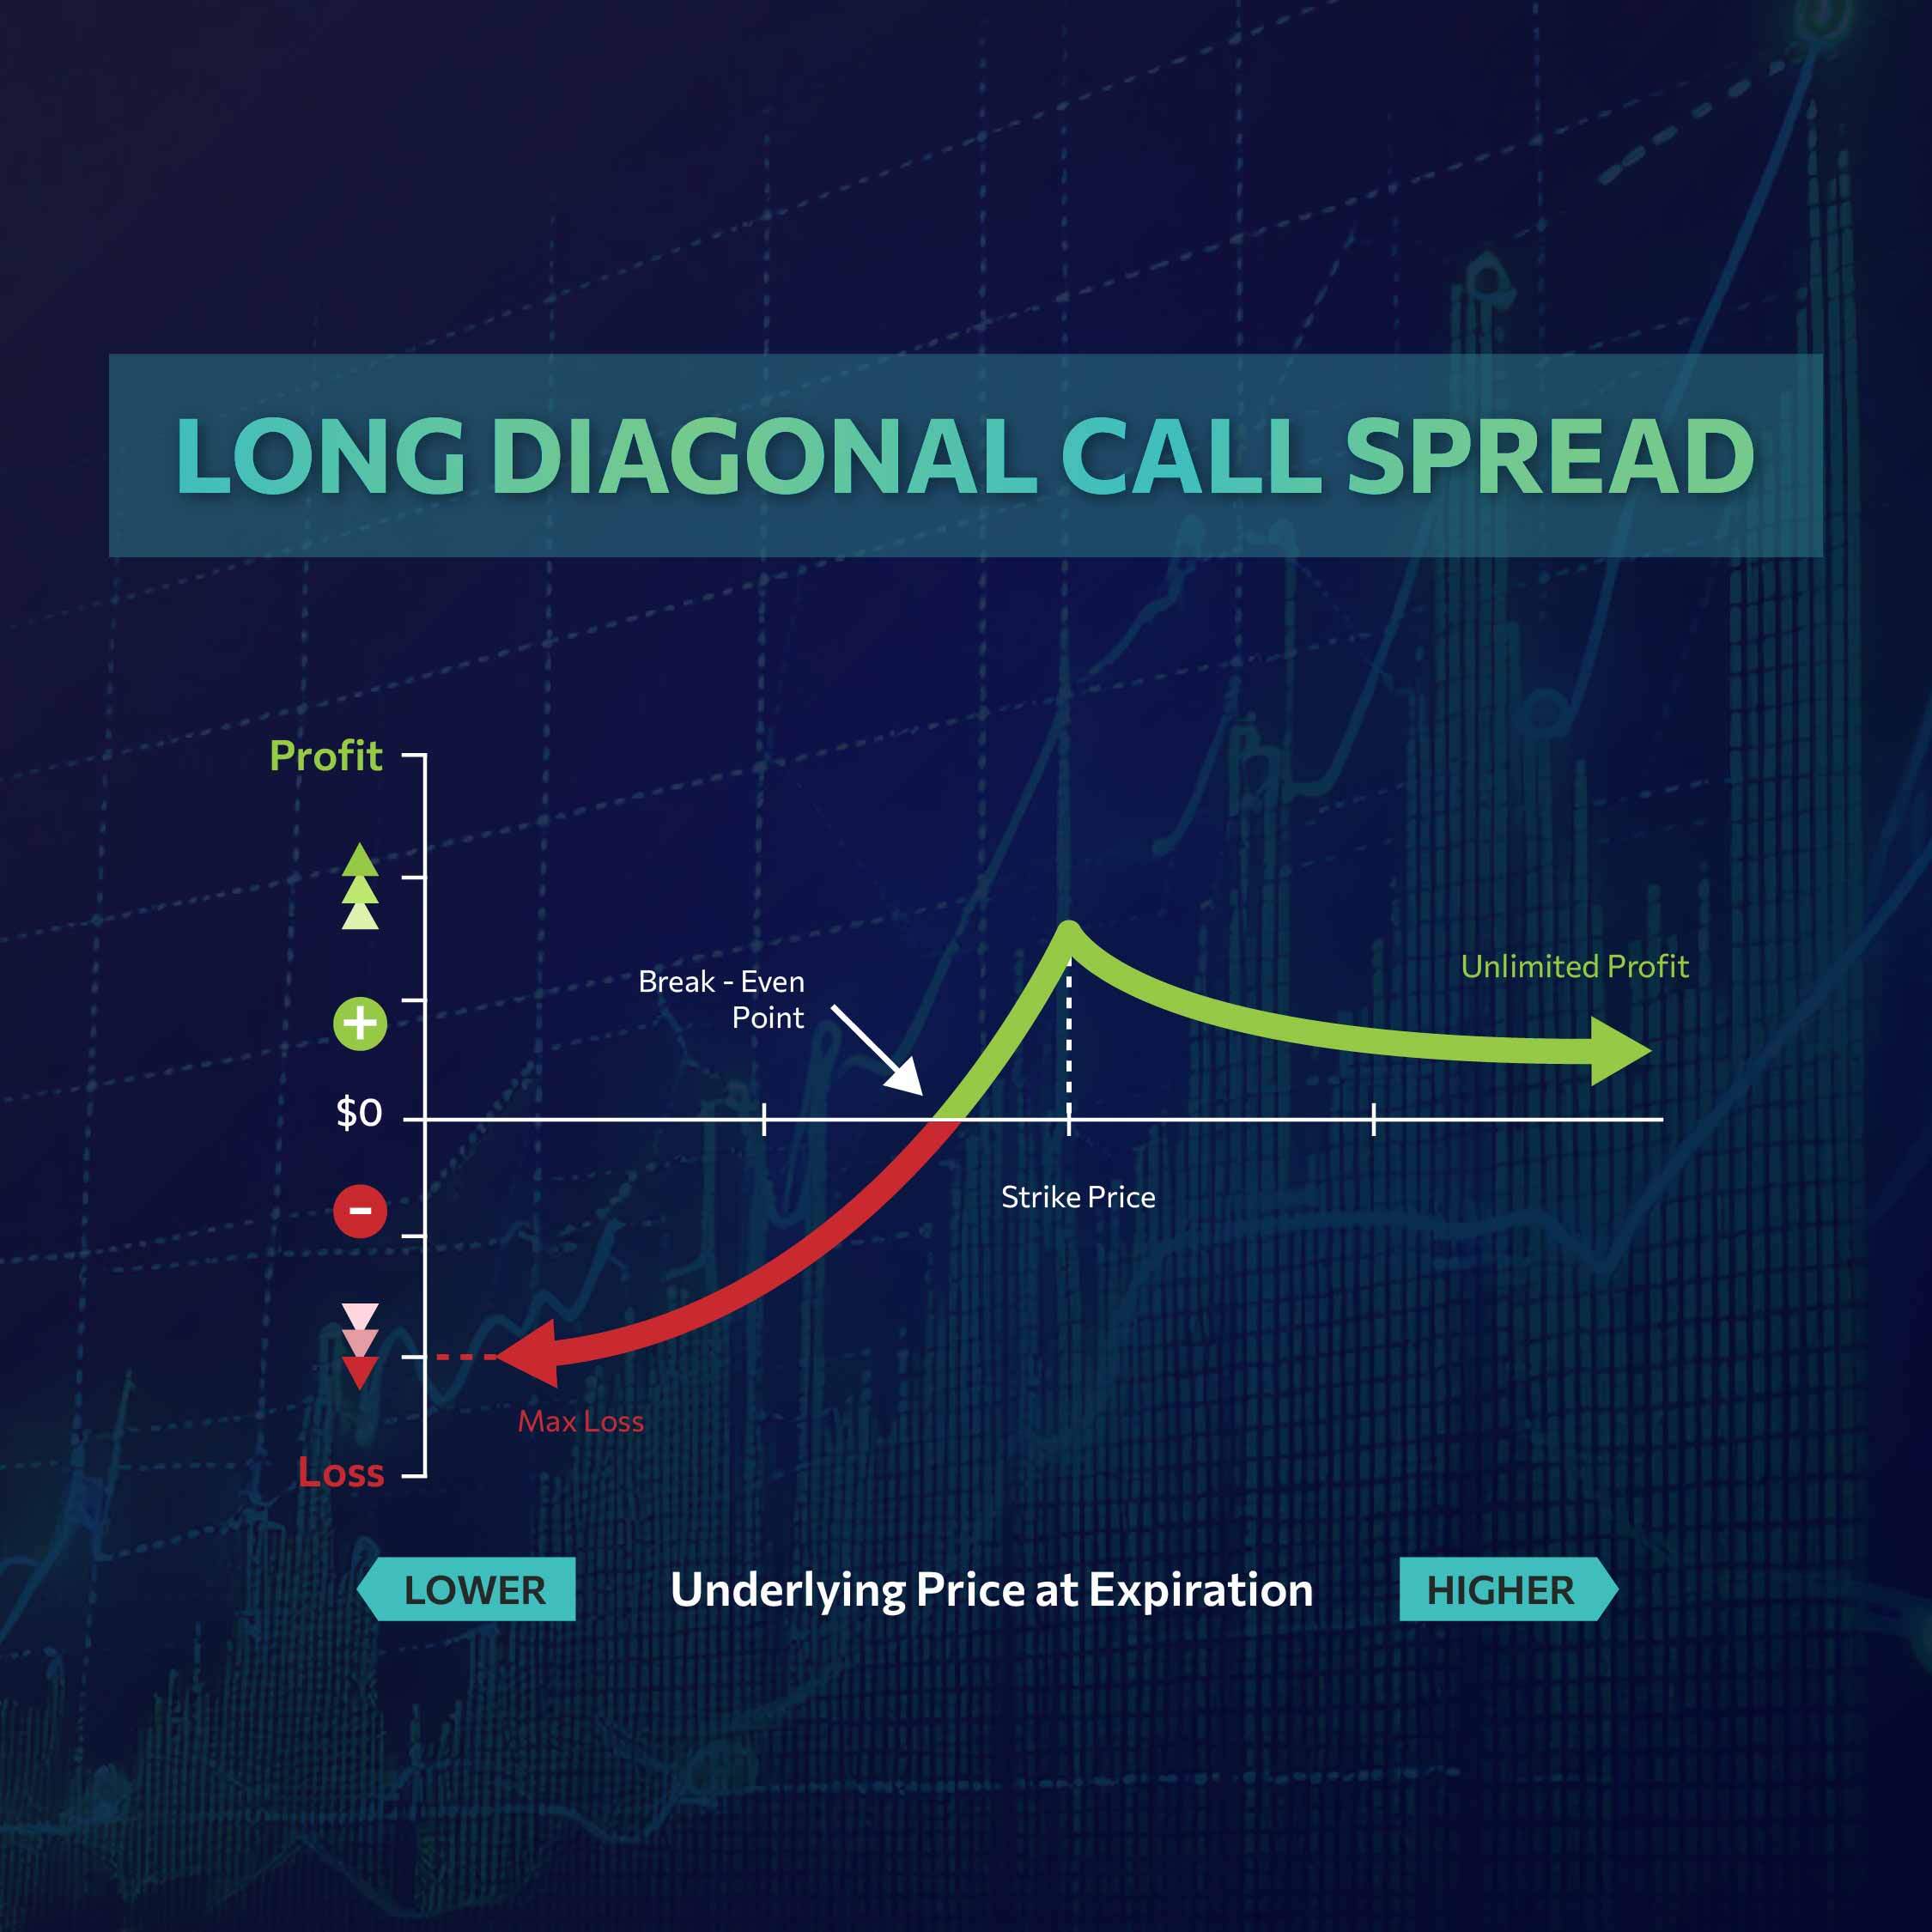 LONG DIAGONAL CALL SPREAD
Profit
Break - Even
Point
Unlimited Profit
+
$0
-
Strike Price
Max Loss
Loss
LOWER
Underlying Price at Expiration
HIGHER